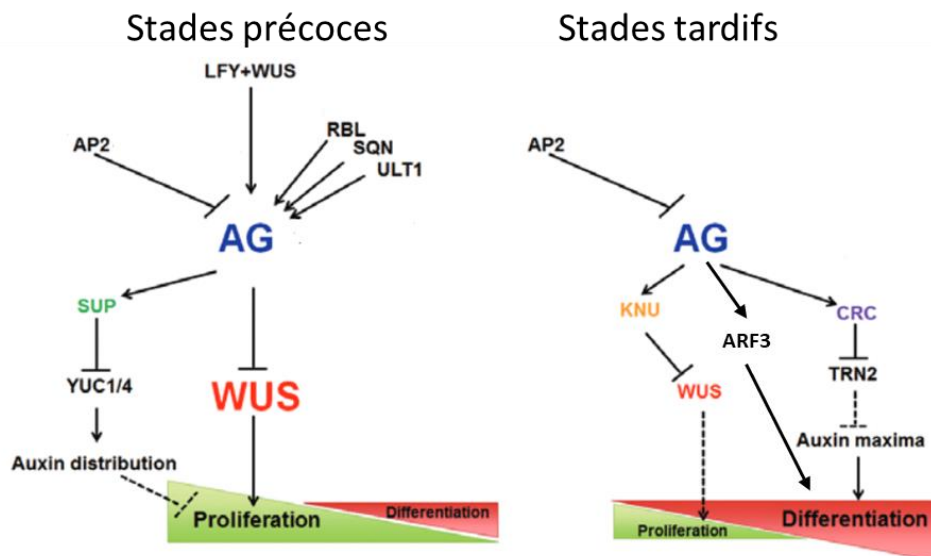 Stades précoces
LFY+WUS
AP2
RBL
SQN
ULT1
AG
SUP
YUC1/4
WUS
Auxin distribution
Proliferation
Differentiation
Stades tardifs
AP2
AG
KNU
CRC
ARF3
TRN2
WUS
Auxin maxima
Proliferation
Differentiation